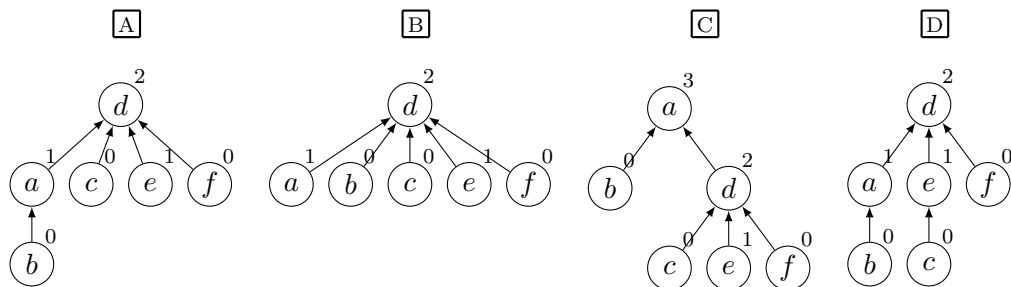 A B C D
2 2 3 2
d d a d
1 0 1 0 1 0 0 1 0 0 2 1 1 0
a c e f a b c e f b d a e f
0 0 1 0 0 0
b c e f b c